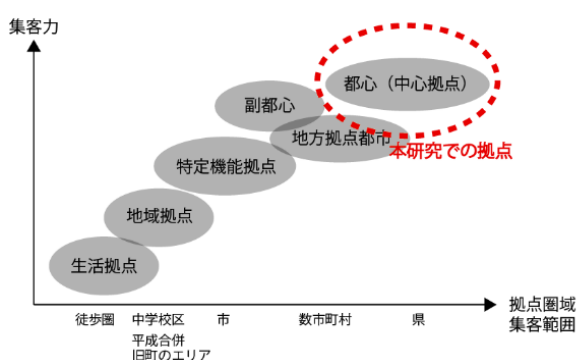 集客力
都心（中心拠点）
副都心
地方拠点都市
本研究での拠点
特定機能拠点
地域拠点
生活拠点
徒歩圏
中学校区
平成合併
旧町のエリア
市
数市町村
県
拠点圏域
集客範囲